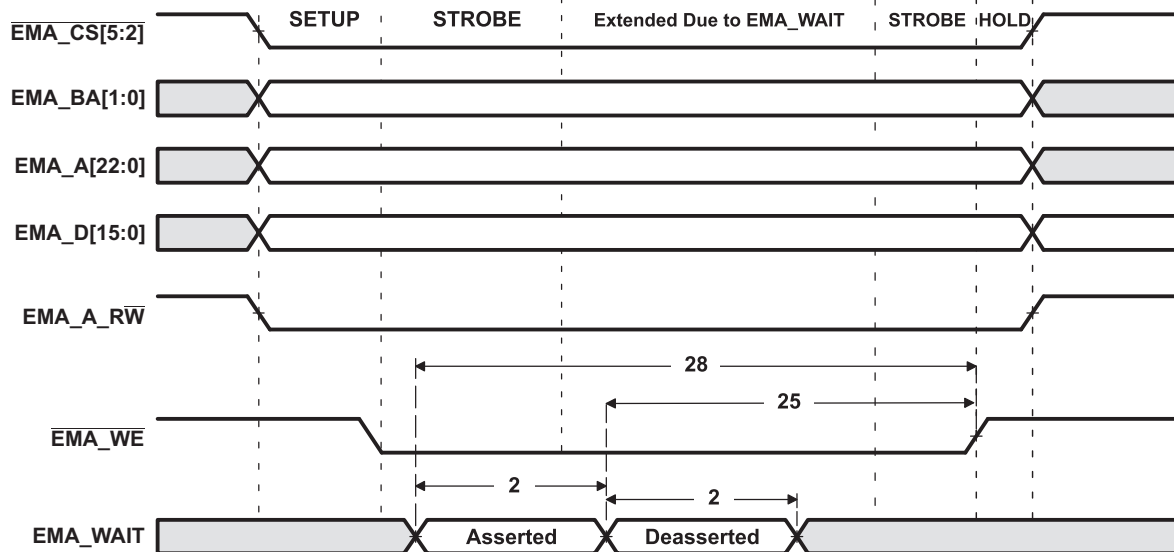 SETUP STROBE Extended Due to EMA_WAIT STROBE HOLD
EMA_CS[5:2]
EMA_BA[1:0]
EMA_A[22:0]
EMA_D[15:0]
EMA_A_RW
28
25
EMA_WE
2
2
EMA_WAIT Asserted Deasserted